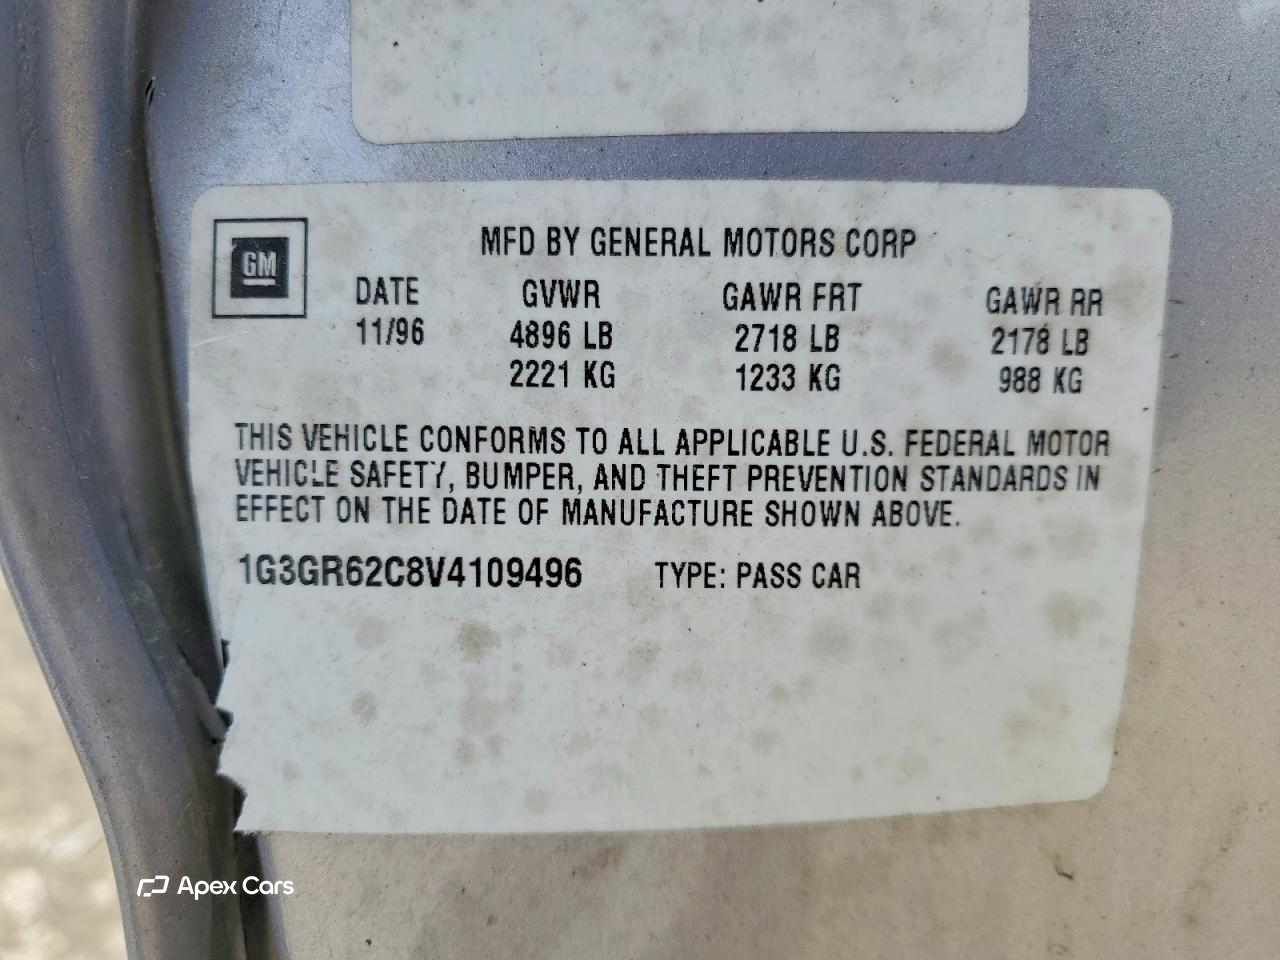 GM
MFD BY GENERAL MOTORS CORP
DATE GVWR GAWR FRT GAWR RR
11/96 4896 LB 2718 LB 2178 LB
2221 KG 1233 KG 988 KG
THIS VEHICLE CONFORMS TO ALL APPLICABLE U.S. FEDERAL MOTOR
VEHICLE SAFETY, BUMPER, AND THEFT PREVENTION STANDARDS IN
EFFECT ON THE DATE OF MANUFACTURE SHOWN ABOVE.
1G3GR62C8V4109496 TYPE: PASS CAR
Apex Cars